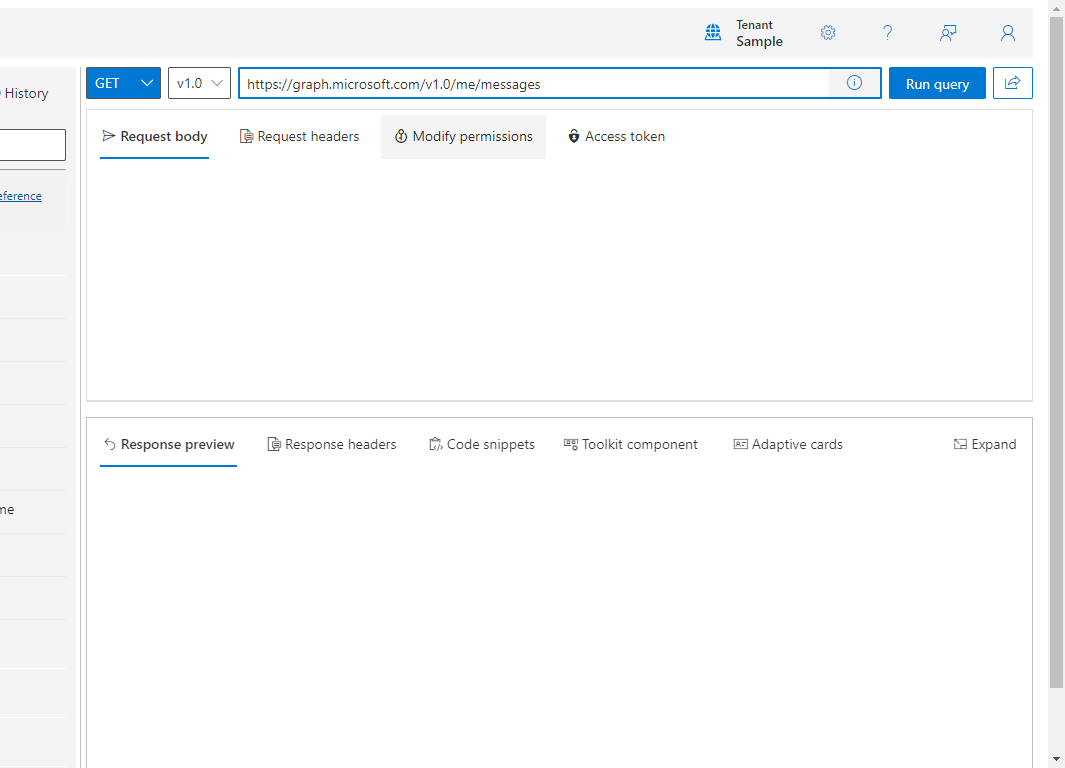 Tenant
Sample
History
GET
v1.0
https://graph.microsoft.com/v1.0/me/messages
Run query
Request body
Request headers
Modify permissions
Access token
eference
Response preview
Response headers
Code snippets
Toolkit component
Adaptive cards
Expand
me